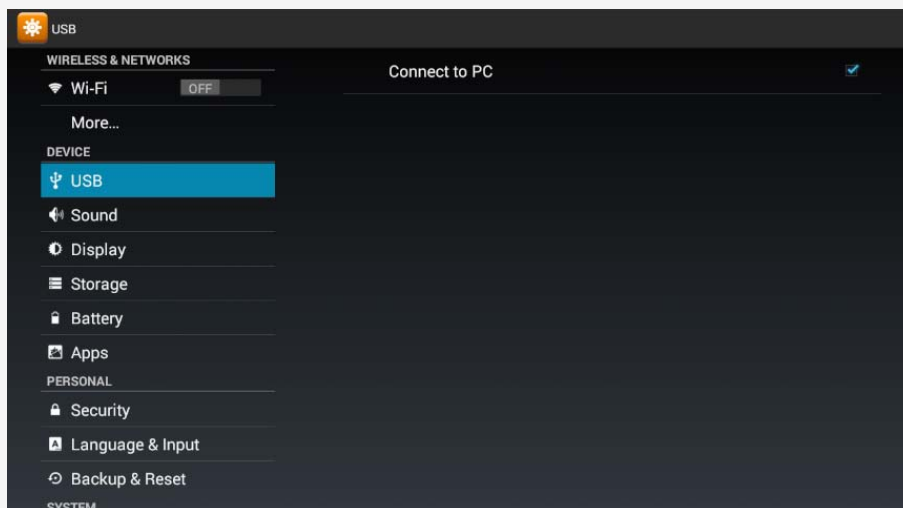 USB
WIRELESS & NETWORKS
Wi-Fi OFF
More...
DEVICE
USB
Sound
Display
Storage
Battery
Apps
PERSONAL
Security
Language & Input
Backup & Reset
SYSTEM
Connect to PC